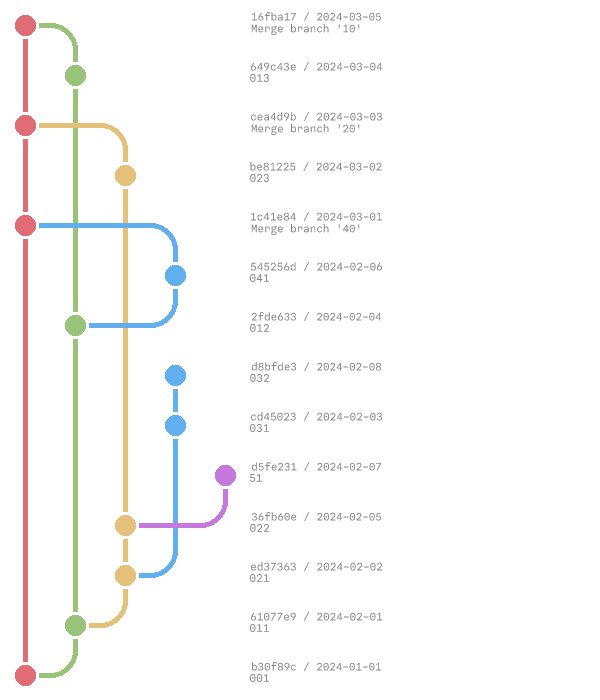 16fba17 / 2024-03-05
Merge branch '10'
649c43e / 2024-03-04
013
cea4d9b / 2024-03-03
Merge branch '20'
be81225 / 2024-03-02
023
1c41e84 / 2024-03-01
Merge branch '40'
545256d / 2024-02-06
041
2fde633 / 2024-02-04
012
d8bfde3 / 2024-02-08
032
cd45023 / 2024-02-03
031
d5fe231 / 2024-02-07
51
36fb60e / 2024-02-05
022
ed37363 / 2024-02-02
021
61077e9 / 2024-02-01
011
b30f89c / 2024-01-01
001